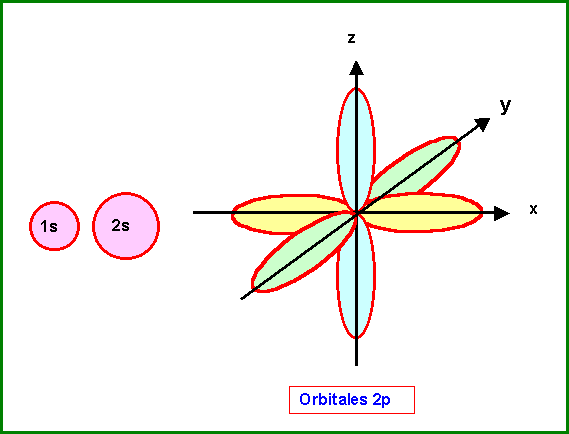 z
y
x
1s
2s
Orbitales 2p